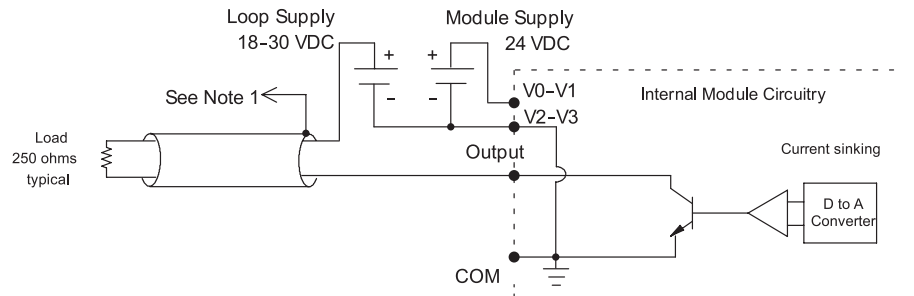 Loop Supply
18-30 VDC
Module Supply
24 VDC
+
-
+
-
See Note 1
V0-V1
V2-V3
Internal Module Circuitry
Load
250 ohms
typical
Output
Current sinking
D to A
Converter
COM